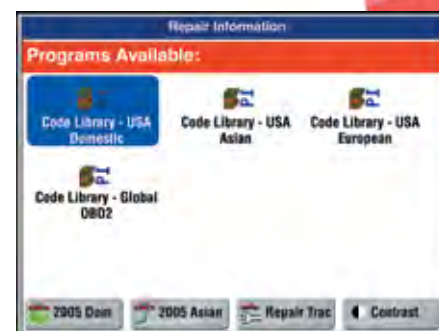 Repair Information
Programs Available:
Code Library - USA
Domestic
Code Library - USA
Asian
Code Library - USA
European
Code Library - Global
OBD2
2005 Dom
2005 Asian
Repair Trac
Contrast